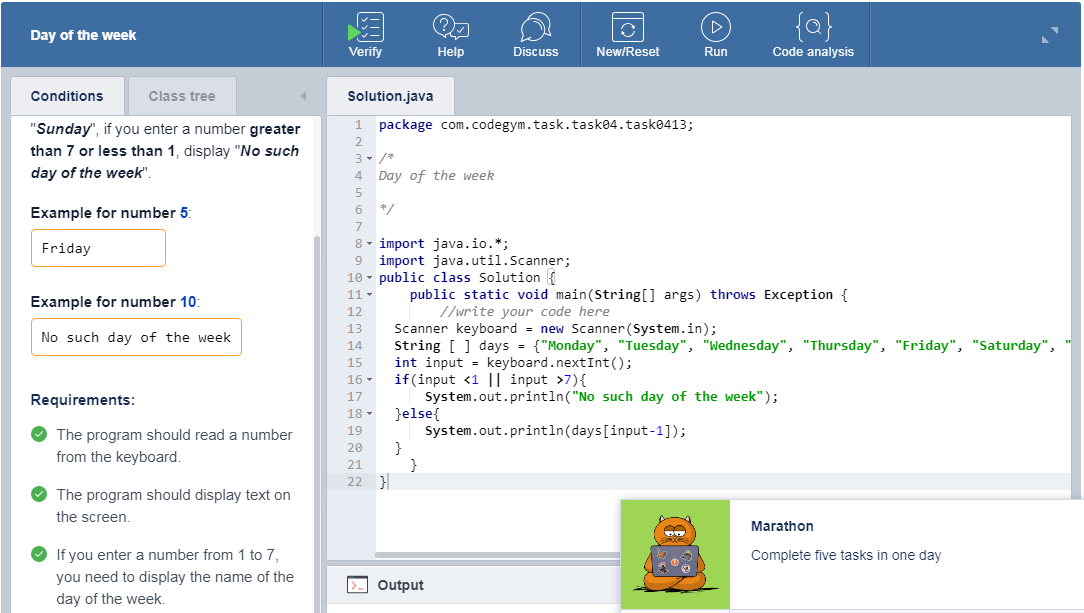 Day of the week
Verify
Help
Discuss
New/Reset
Run
Code analysis
Conditions
Class tree
"Sunday", if you enter a number greater
than 7 or less than 1, display "No such
day of the week".
Example for number 5:
Friday
Example for number 10:
No such day of the week
Requirements:
The program should read a number
from the keyboard.
The program should display text on
the screen.
If you enter a number from 1 to 7,
you need to display the name of the
day of the week.
Solution.java
1 package com.codegym.task.task04.task0413;
2
3 /*
4 Day of the week
5
6 */
7
8 import java.io.*;
9 import java.util.Scanner;
10 public class Solution {
11 public static void main(String[] args) throws Exception {
12 //write your code here
13 Scanner keyboard = new Scanner(System.in);
14 String [ ] days = {"Monday", "Tuesday", "Wednesday", "Thursday", "Friday", "Saturday", "
15 int input = keyboard.nextInt();
16 if(input <1 || input >7){
17 System.out.println("No such day of the week");
18 }else{
19 System.out.println(days[input-1]);
20 }
21 }
22 }
Output
Marathon
Complete five tasks in one day